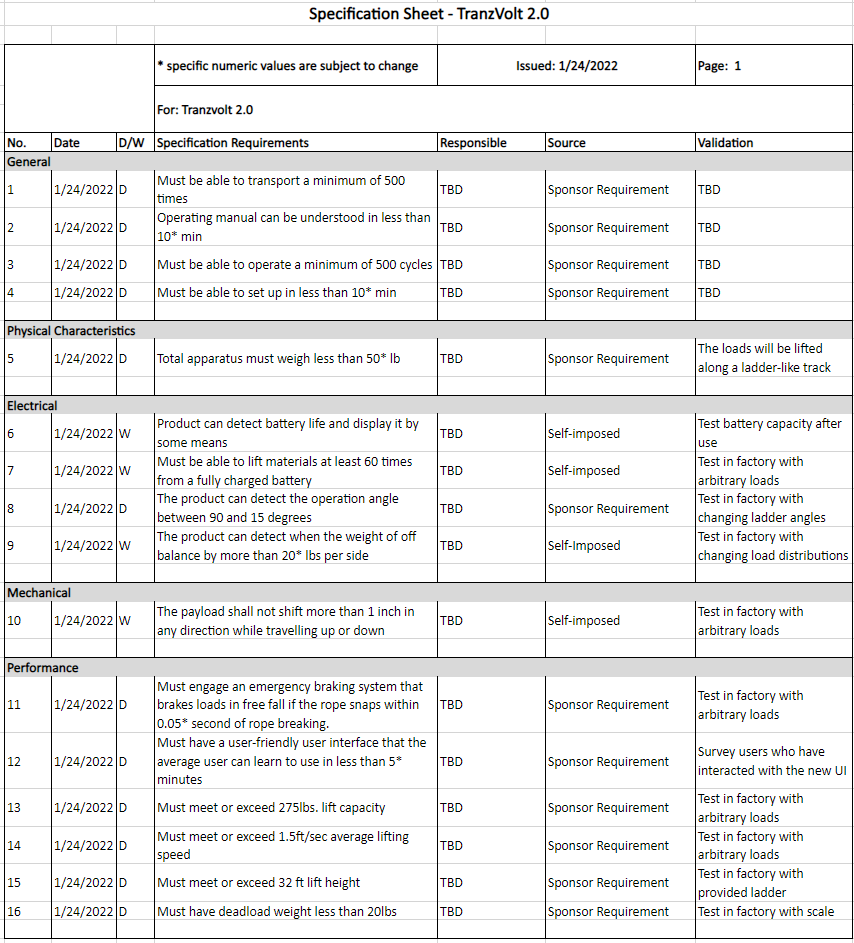 Specification Sheet - TranzVolt 2.0
* specific numeric values are subject to change Issued: 1/24/2022 Page: 1
For: Tranzvolt 2.0
No. Date D/W Specification Requirements Responsible Source Validation
General
1 1/24/2022 D Must be able to transport a minimum of 500 times TBD Sponsor Requirement TBD
2 1/24/2022 D Operating manual can be understood in less than 10* min TBD Sponsor Requirement TBD
3 1/24/2022 D Must be able to operate a minimum of 500 cycles TBD Sponsor Requirement TBD
4 1/24/2022 D Must be able to set up in less than 10* min TBD Sponsor Requirement TBD
Physical Characteristics
5 1/24/2022 D Total apparatus must weigh less than 50* lb TBD Sponsor Requirement The loads will be lifted along a ladder-like track
Electrical
6 1/24/2022 W Product can detect battery life and display it by some means TBD Self-imposed Test battery capacity after use
7 1/24/2022 W Must be able to lift materials at least 60 times from a fully charged battery TBD Self-imposed Test in factory with arbitrary loads
8 1/24/2022 D The product can detect the operation angle between 90 and 15 degrees TBD Sponsor Requirement Test in factory with changing ladder angles
9 1/24/2022 W The product can detect when the weight of off balance by more than 20* lbs per side TBD Self-Imposed Test in factory with changing load distributions
Mechanical
10 1/24/2022 W The payload shall not shift more than 1 inch in any direction while travelling up or down TBD Self-imposed Test in factory with arbitrary loads
Performance
11 1/24/2022 D Must engage an emergency braking system that brakes loads in free fall if the rope snaps within 0.05* second of rope breaking. TBD Sponsor Requirement Test in factory with arbitrary loads
12 1/24/2022 D Must have a user-friendly user interface that the average user can learn to use in less than 5* minutes TBD Sponsor Requirement Survey users who have interacted with the new UI
13 1/24/2022 D Must meet or exceed 275lbs. lift capacity TBD Sponsor Requirement Test in factory with arbitrary loads
14 1/24/2022 D Must meet or exceed 1.5ft/sec average lifting speed TBD Sponsor Requirement Test in factory with arbitrary loads
15 1/24/2022 D Must meet or exceed 32 ft lift height TBD Sponsor Requirement Test in factory with provided ladder
16 1/24/2022 D Must have deadload weight less than 20lbs TBD Sponsor Requirement Test in factory with scale